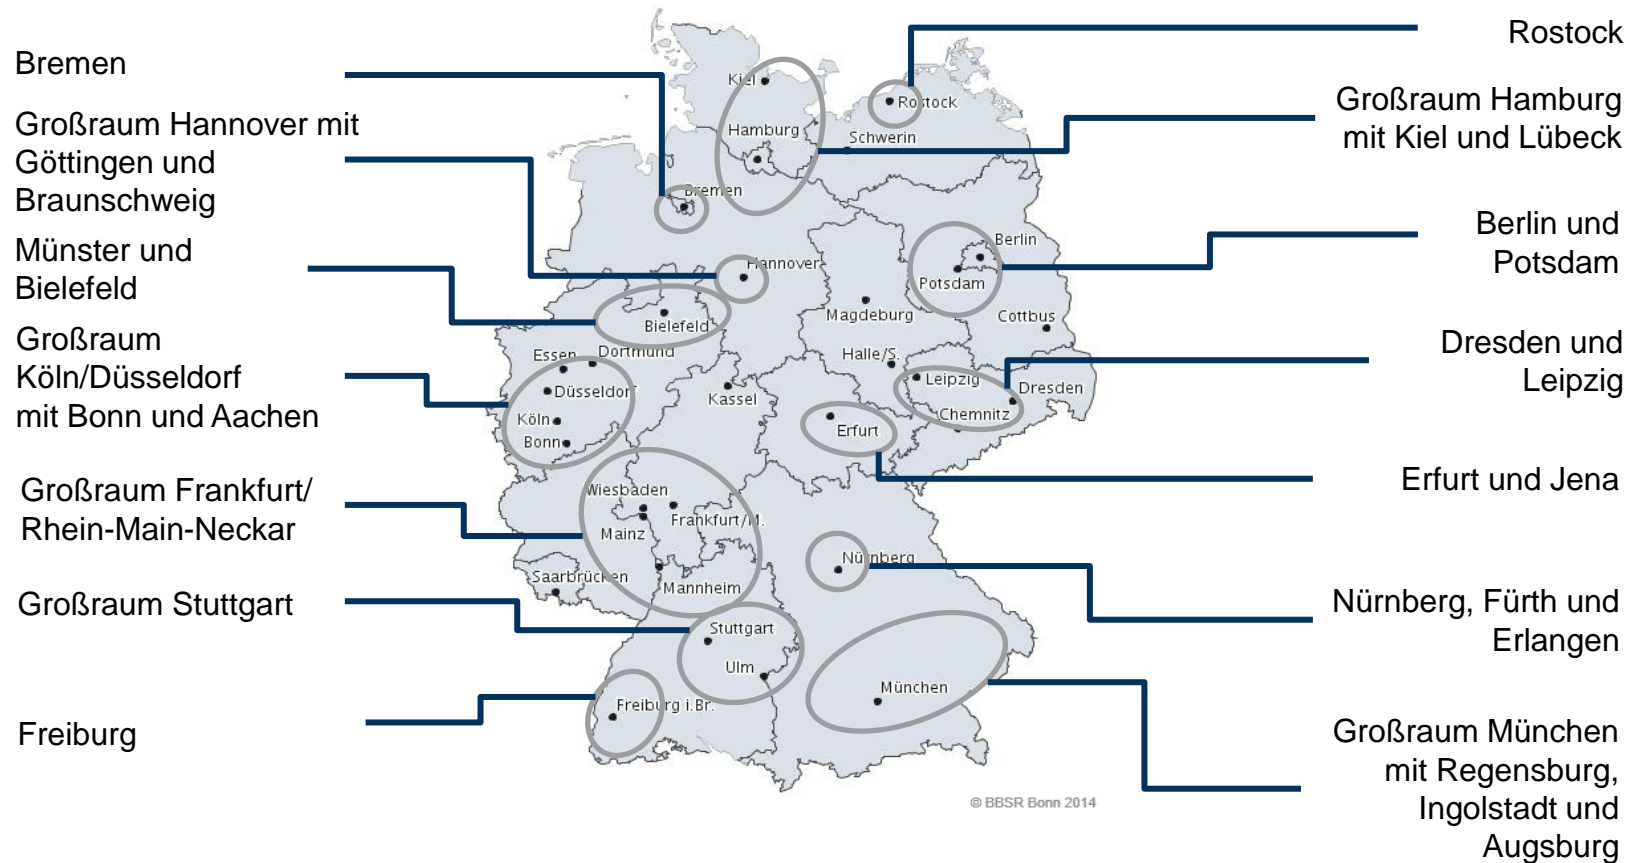 Bremen
Großraum Hannover mit
Göttingen und
Braunschweig
Münster und
Bielefeld
Großraum
Köln/Düsseldorf
mit Bonn und Aachen
Großraum Frankfurt/
Rhein-Main-Neckar
Großraum Stuttgart
Freiburg
Kiel
Rostock
Hamburg
Schwerin
Bremen
Berlin
Hannover
Potsdam
Magdeburg
Cottbus
Bielefeld
Essen
Dortmund
Halle/S.
Leipzig
Düsseldorf
Kassel
Dresden
Chemnitz
Köln
Erfurt
Bonn
Wiesbaden
Frankfurt/M.
Mainz
Nürnberg
Saarbrücken
Mannheim
Stuttgart
Ulm
München
Freiburg i.Br.
© BBSR Bonn 2014
Rostock
Großraum Hamburg
mit Kiel und Lübeck
Berlin und
Potsdam
Dresden und
Leipzig
Erfurt und Jena
Nürnberg, Fürth und
Erlangen
Großraum München
mit Regensburg,
Ingolstadt und
Augsburg